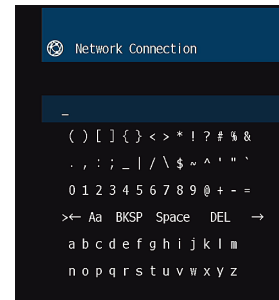 Network Connection
_
( ) [ ] { } < > * ! ? # % &
. , : ; _ | / \ $ ~ ^ ' " `
0 1 2 3 4 5 6 7 8 9 @ + - =
>← Aa BKSP Space DEL →
a b c d e f g h i j k l m
n o p q r s t u v w x y z